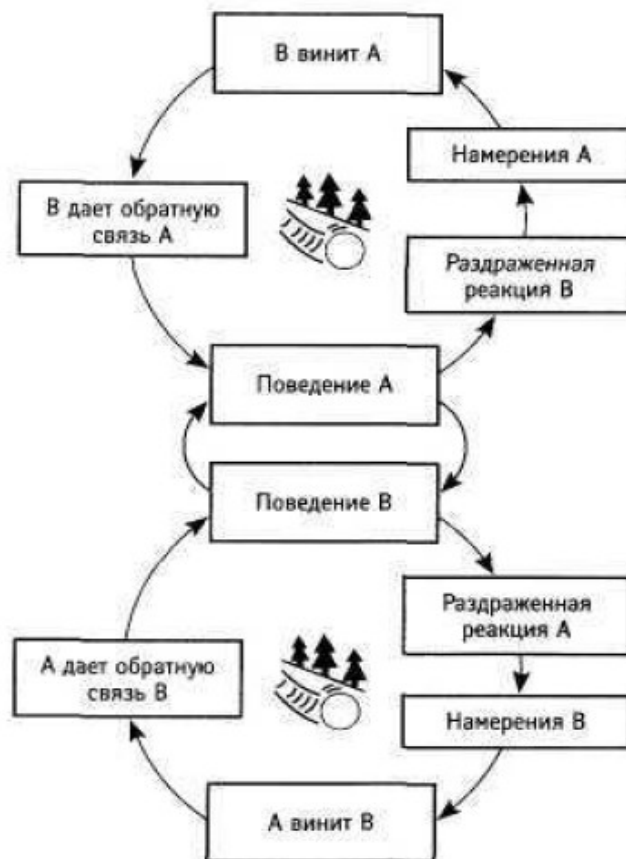 В винит А
Намерения А
В дает обратную
связь А
Раздраженная
реакция В
Поведение А
Поведение В
Раздраженная
реакция А
А дает обратную
связь В
Намерения В
А винит В